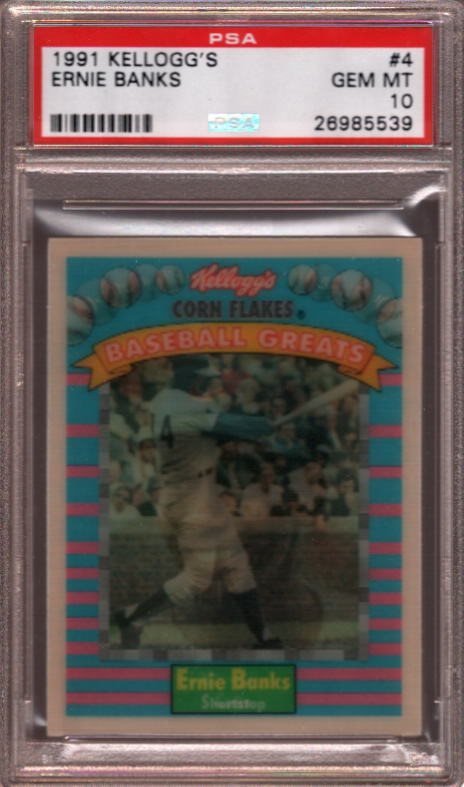 PSA
1991 KELLOGG'S #4
ERNIE BANKS GEM MT
10
PSA 26985539
Kellogg's
CORN FLAKES®
BASEBALL GREATS
14
Ernie Banks
Shortstop